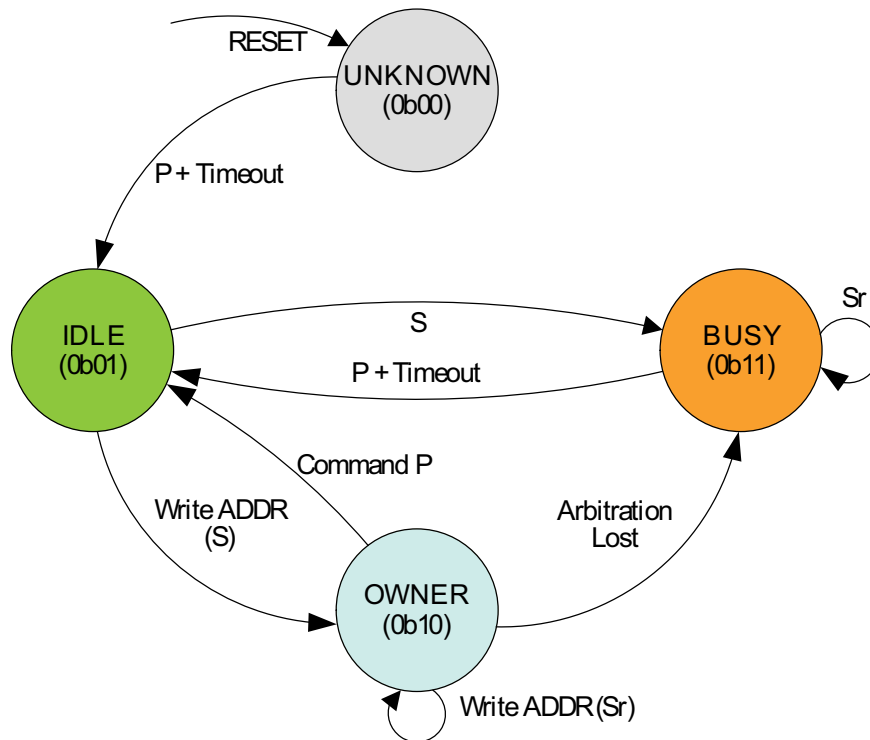 RESET
UNKNOWN
(0b00)
P + Timeout
IDLE
(0b01)
S
BUSY
(0b11)
Sr
P + Timeout
Command P
Write ADDR
(S)
Arbitration
Lost
OWNER
(0b10)
Write ADDR(Sr)